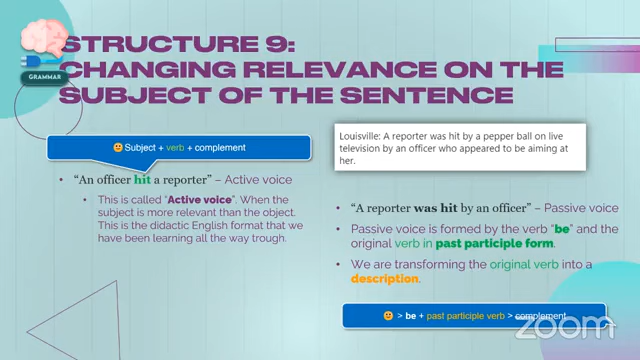 STRUCTURE 9:
CHANGING RELEVANCE ON THE
SUBJECT OF THE SENTENCE
GRAMMAR
Subject + verb + complement
• “An officer hit a reporter” – Active voice
• This is called “Active voice”. When the
subject is more relevant than the object.
This is the didactic English format that we
have been learning all the way trough.
Louisville: A reporter was hit by a pepper ball on live
television by an officer who appeared to be aiming at
her.
• “A reporter was hit by an officer” – Passive voice
• Passive voice is formed by the verb “be” and the
original verb in past participle form.
• We are transforming the original verb into a
description.
> be + past participle verb > complement
zoom